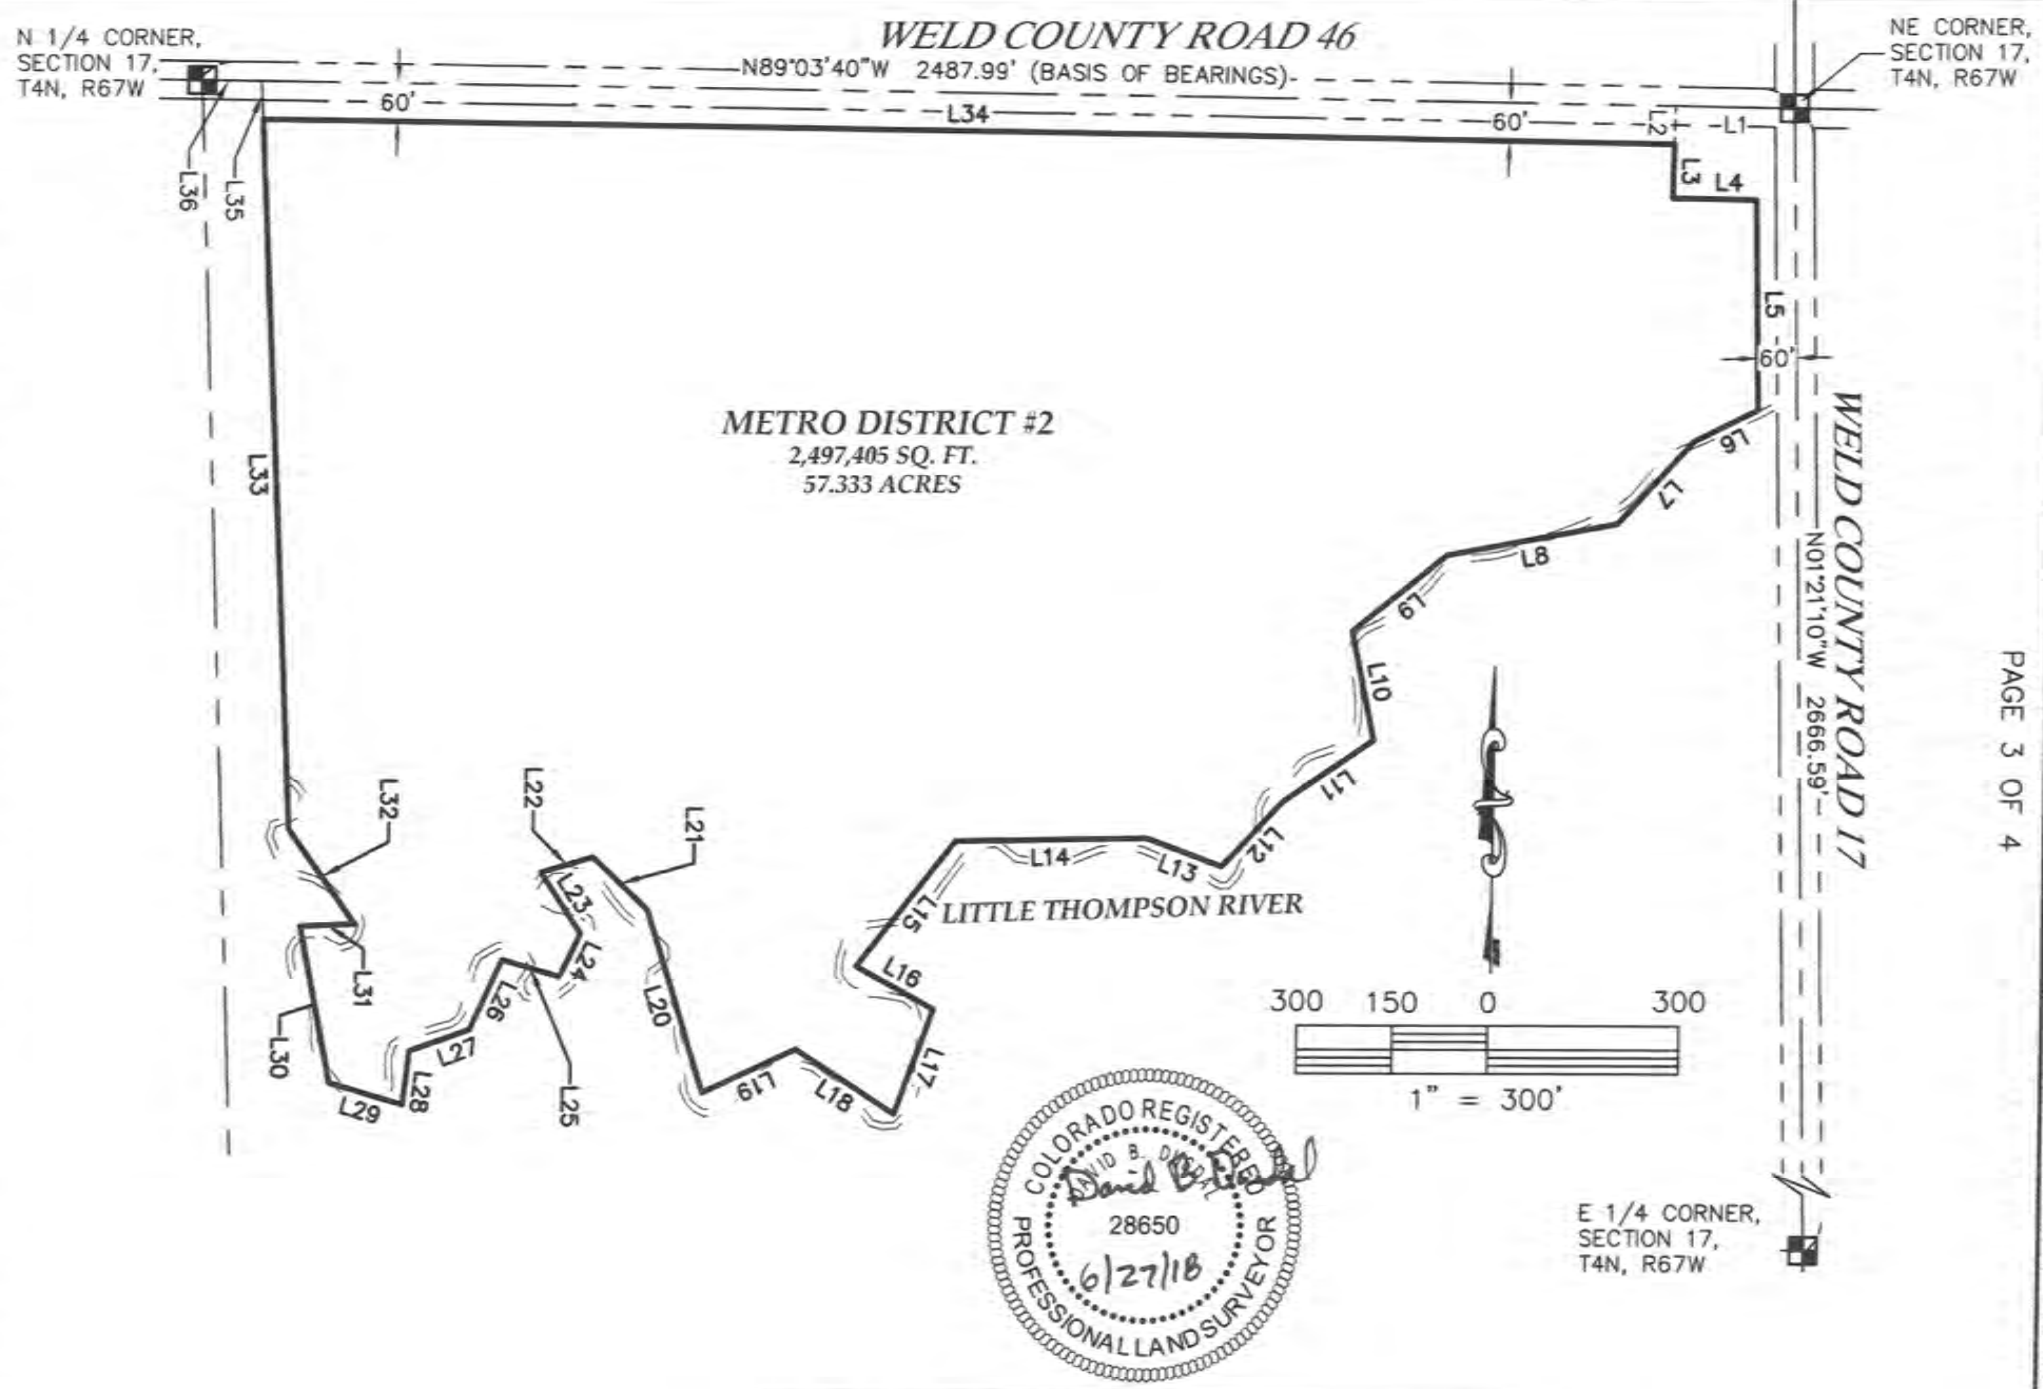 N 1/4 CORNER,
SECTION 17,
T4N, R67W
WELD COUNTY ROAD 46
N89°03'40"W 2487.99' (BASIS OF BEARINGS)
NE CORNER,
SECTION 17,
T4N, R67W
60'
L34
60'
L2
L1
L36
L35
L3
L4
L5
60'
L33
METRO DISTRICT #2
2,497,405 SQ. FT.
57.333 ACRES
L6
L7
L8
L9
L10
L11
L12
L13
L14
L15
L16
L17
L18
L19
L20
L21
L22
L23
L24
L25
L26
L27
L28
L29
L30
L31
L32
WELD COUNTY ROAD 17
N01°21'10"W 2666.59'
PAGE 3 OF 4
LITTLE THOMPSON RIVER
300 150 0 300
1" = 300'
COLORADO REGISTERED
DAVID B.
David B.
28650
6/27/18
PROFESSIONAL LAND SURVEYOR
E 1/4 CORNER,
SECTION 17,
T4N, R67W